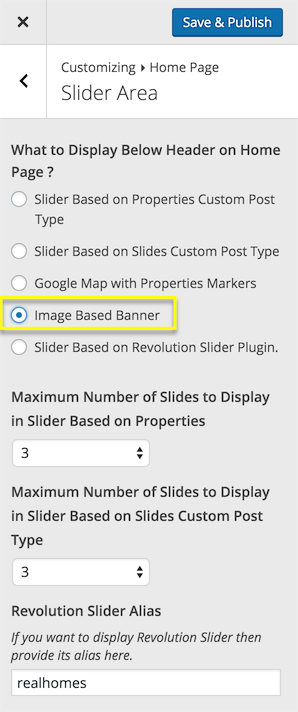 Save & Publish
Customizing ▸ Home Page
Slider Area
What to Display Below Header on Home
Page ?
Slider Based on Properties Custom Post
Type
Slider Based on Slides Custom Post Type
Google Map with Properties Markers
Image Based Banner
Slider Based on Revolution Slider Plugin.
Maximum Number of Slides to Display
in Slider Based on Properties
3
Maximum Number of Slides to Display
in Slider Based on Slides Custom Post
Type
3
Revolution Slider Alias
If you want to display Revolution Slider then
provide its alias here.
realhomes